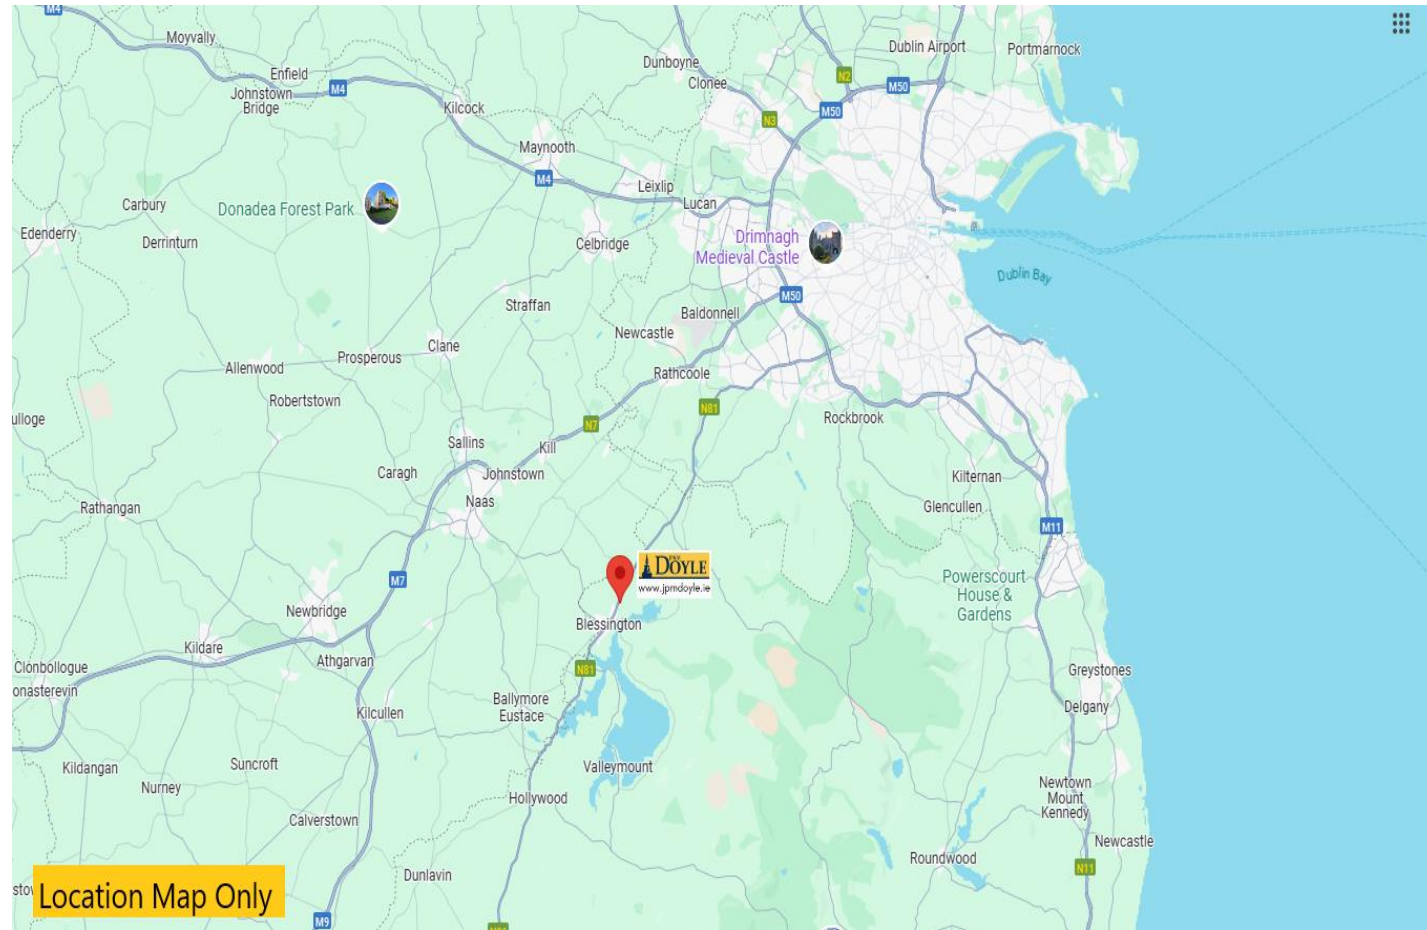 M4
Moyvally
Dublin Airport
Portmarnock
Dunboyne
Enfield
N2
Clonee
M4
M50
Johnstown
Bridge
Kilcock
M50
N3
Maynooth
M4
Leixlip
Lucan
Carbury
Donadea Forest Park
Edenderry
Derrinturn
Celbridge
Drimnagh
Medieval Castle
Dublin Bay
M50
Straffan
Baldonnell
Newcastle
Clane
Prosperous
Allenwood
Rathcoole
Robertstown
N81
ulloge
Rockbrook
N7
Sallins
Kill
Caragh
Johnstown
Kilternan
Naas
Rathangan
Glencullen
M11
DOYLE
www.jpmdoyle.ie
M7
Powerscourt
House &
Gardens
Newbridge
Blessington
Kildare
Athgarvan
Clonbollogue
N81
Greystones
onasterevin
Ballymore
Eustace
Kilcullen
Delgany
Kildangan
Suncroft
Valleymount
Nurney
Newtown
Mount
Kennedy
Hollywood
Calverstown
Newcastle
Roundwood
Dunlavin
N11
Location Map Only
M9